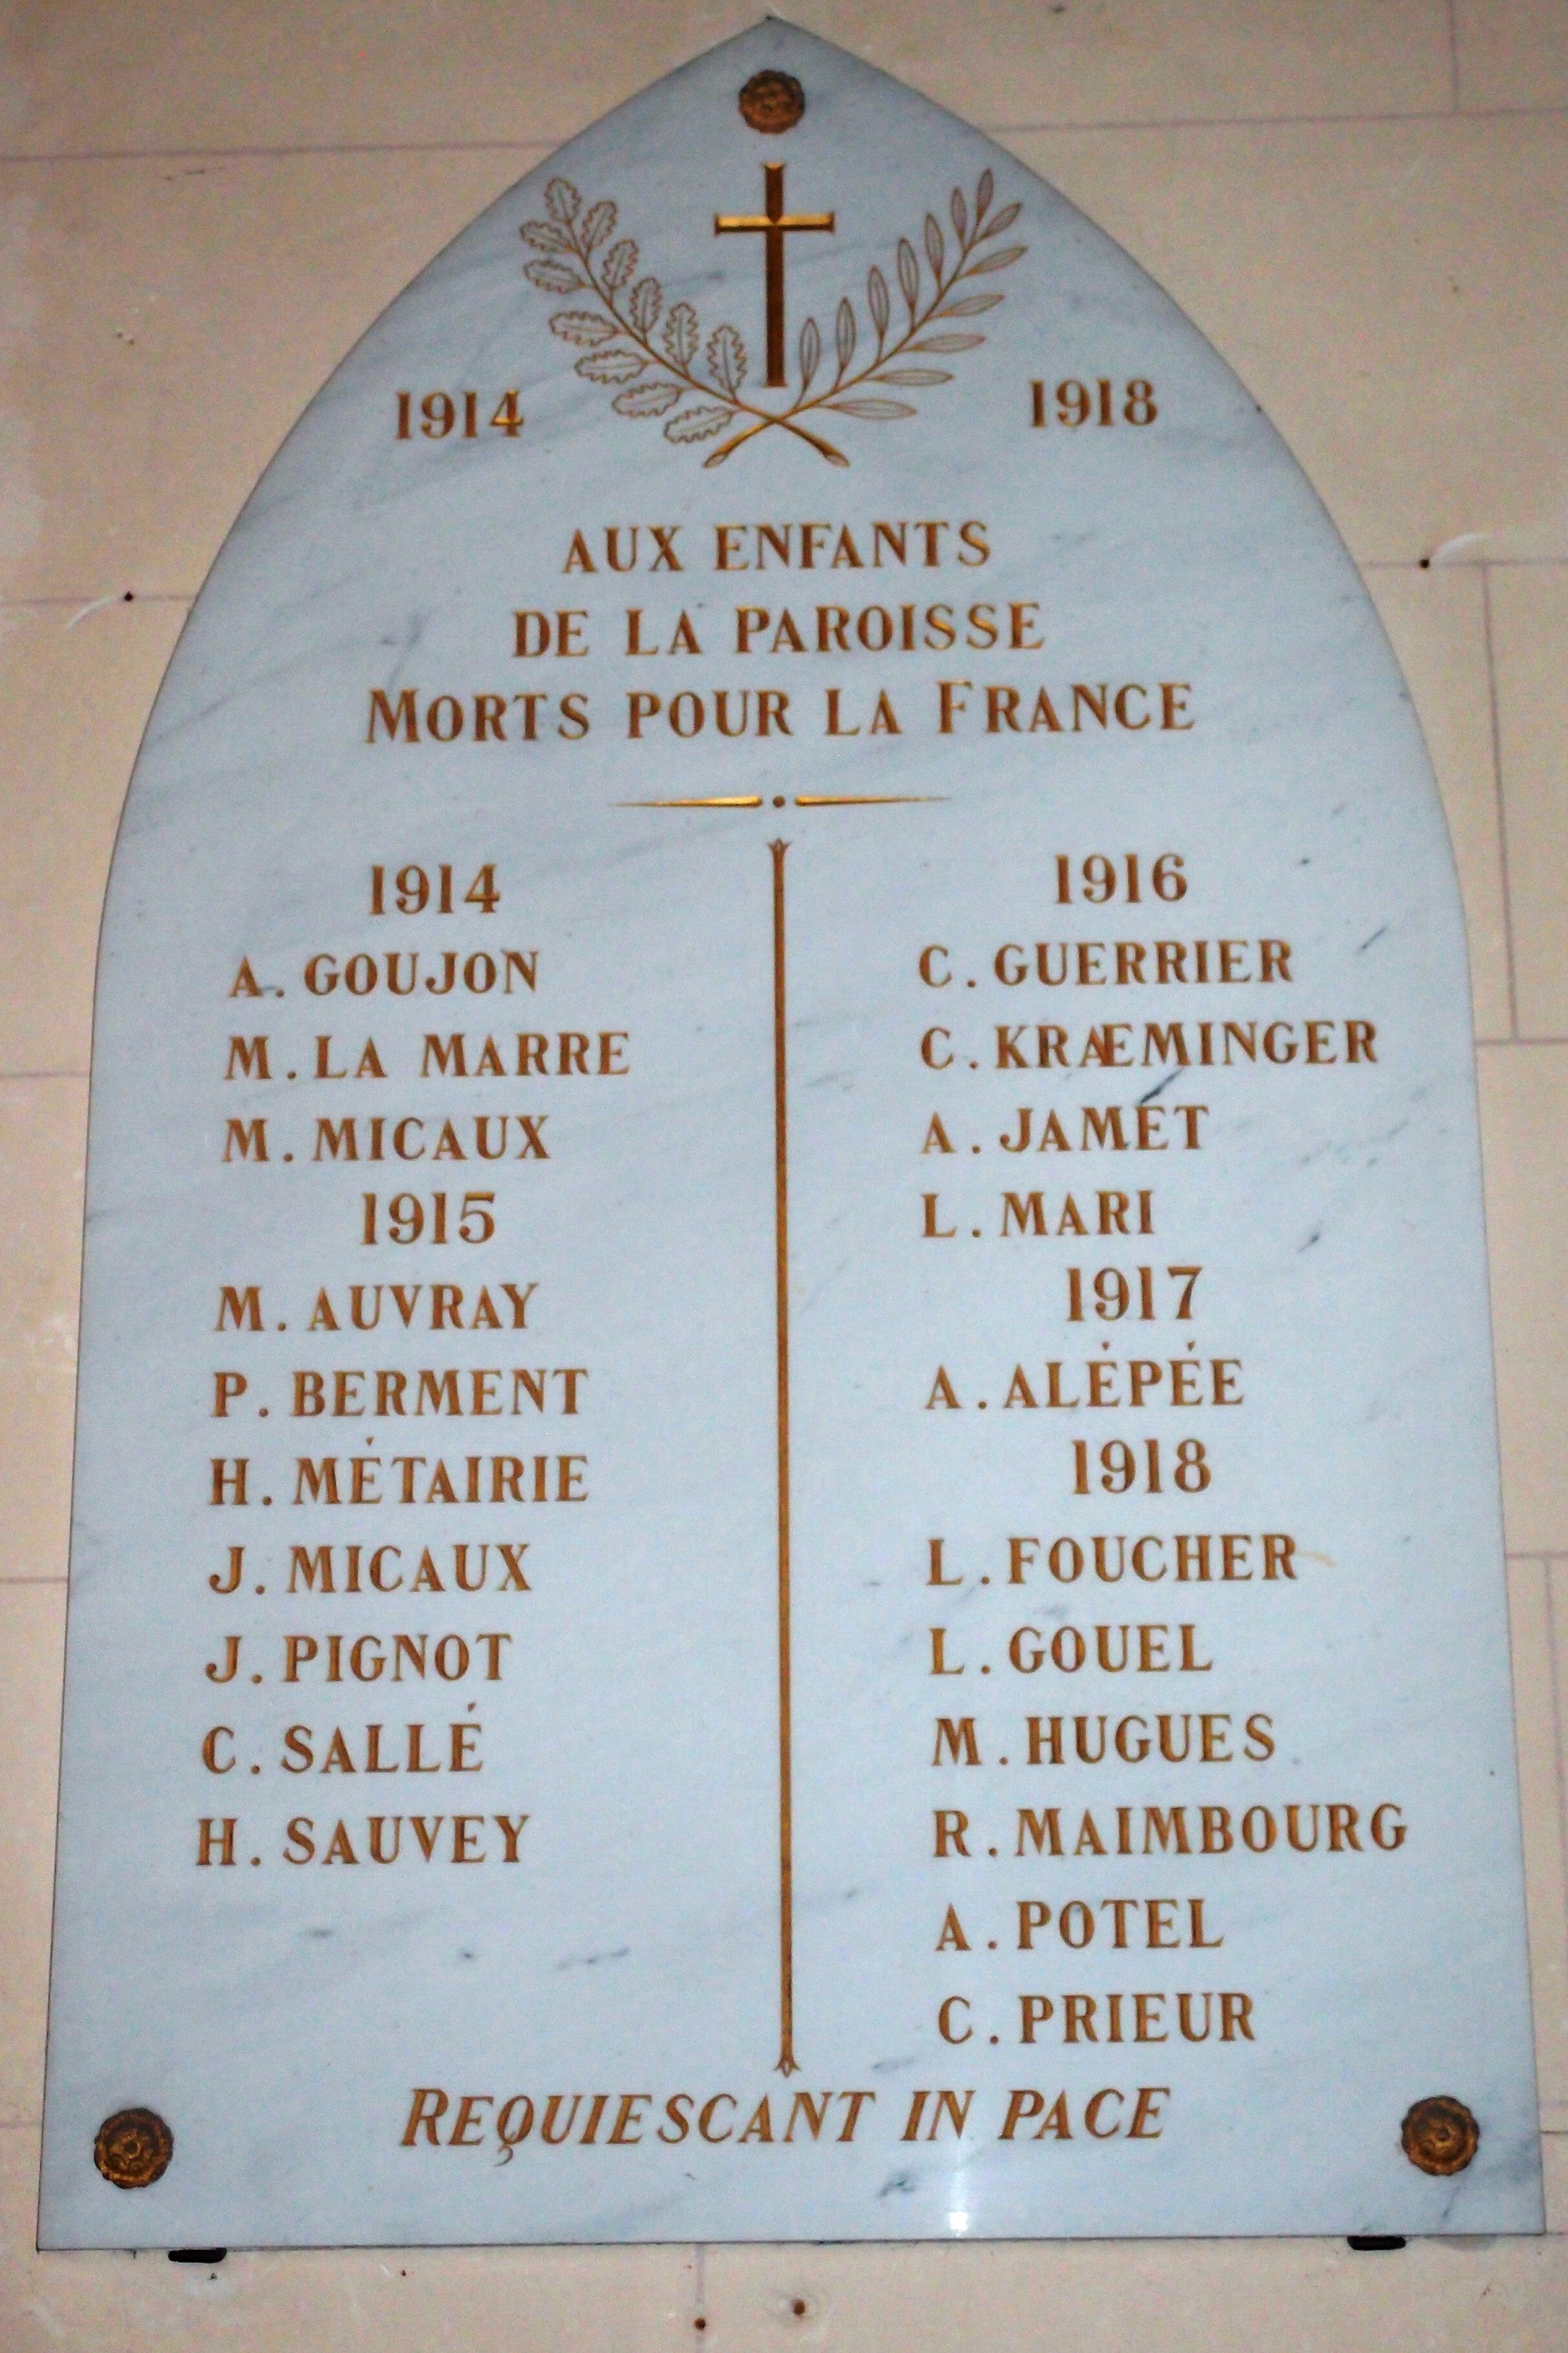 1914 1918
AUX ENFANTS
DE LA PAROISSE
MORTS POUR LA FRANCE
1914
A. GOUJON
M. LA MARRE
M. MICAUX
1915
M. AUVRAY
P. BERMENT
H. MÉTAIRIE
J. MICAUX
J. PIGNOT
C. SALLÉ
H. SAUVEY
1916
C. GUERRIER
C. KRÆMINGER
A. JAMET
L. MARI
1917
A. ALÉPÉE
1918
L. FOUCHER
L. GOUEL
M. HUGUES
R. MAIMBOURG
A. POTEL
C. PRIEUR
REQUIESCANT IN PACE